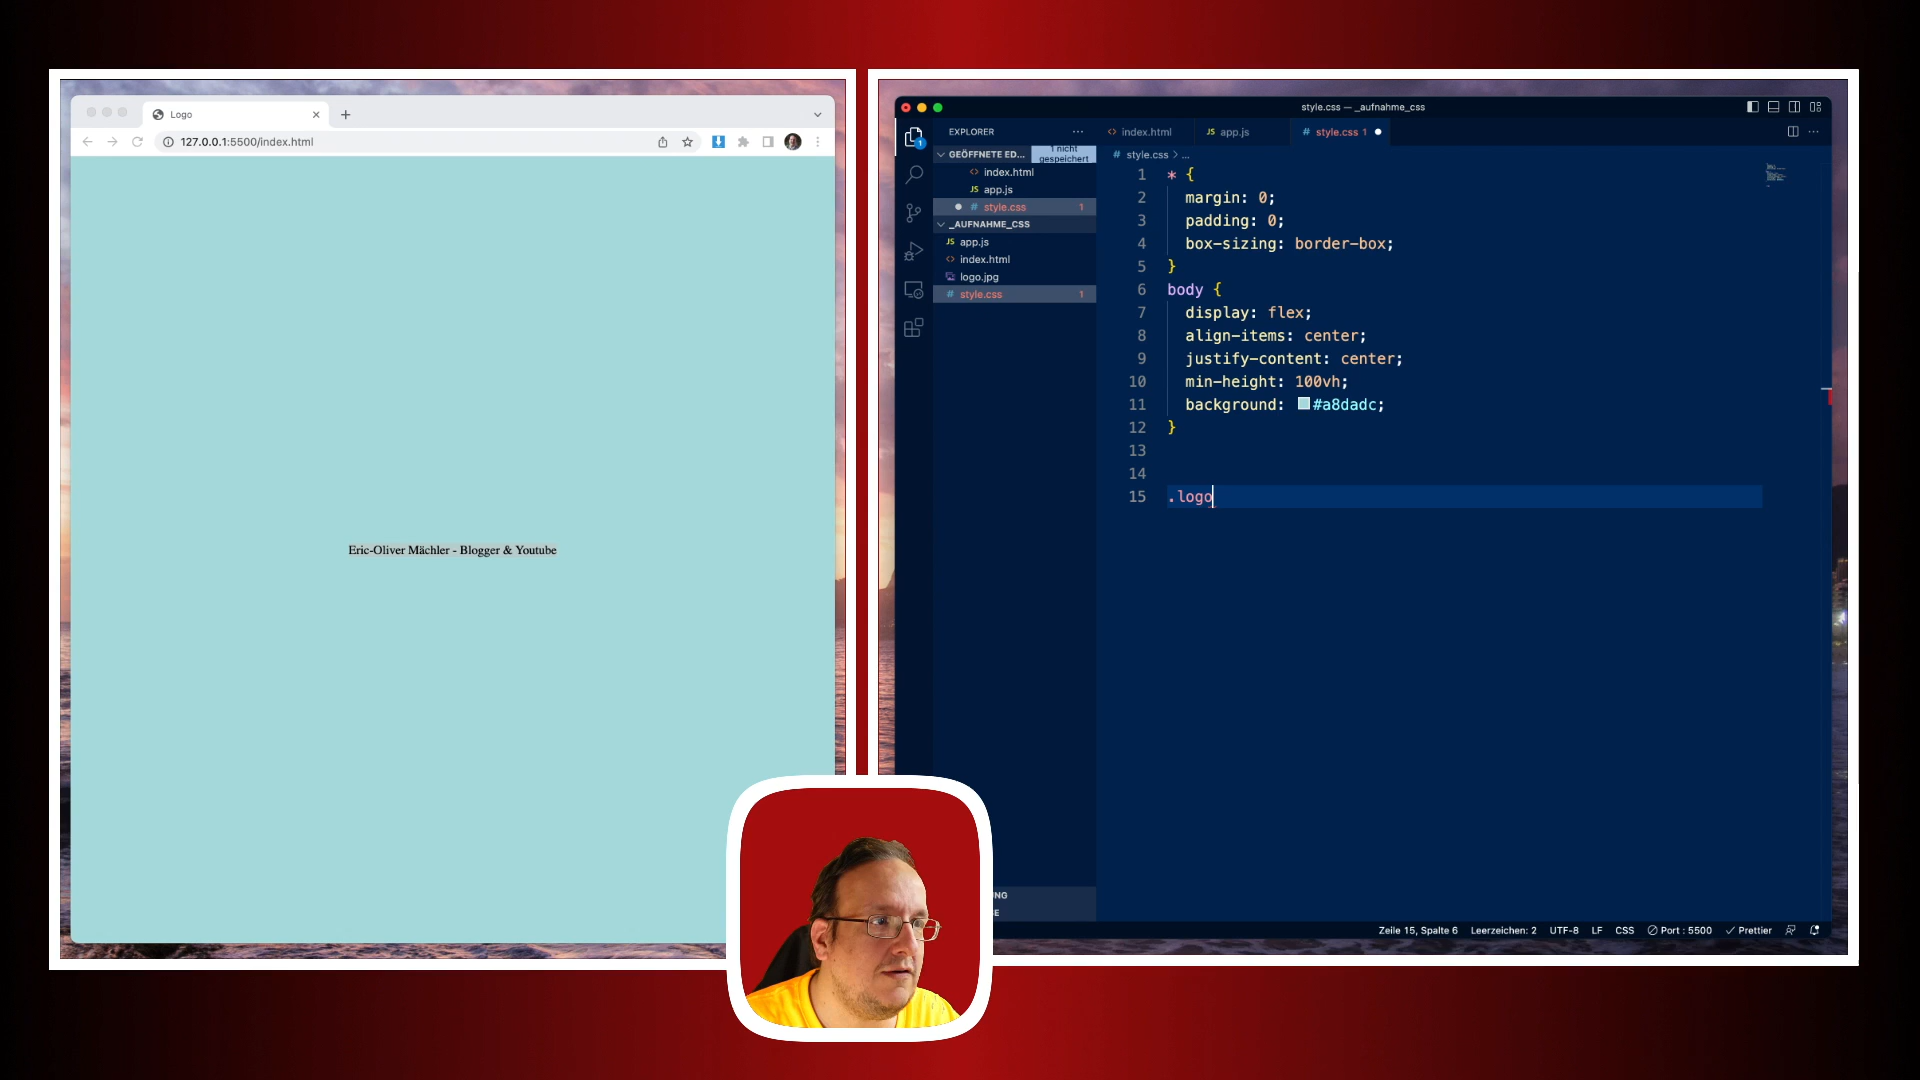 Logo
127.0.0.1:5500/index.html
Eric-Oliver Mächler - Blogger & Youtube
style.css — _aufnahme_css
EXPLORER
GEÖFFNETE ED...
1 nicht gespeichert
index.html
app.js
style.css 1
_AUFNAHME_CSS
app.js
index.html
logo.jpg
style.css 1
index.html
JS app.js
# style.css 1
# style.css > ...
1 * {
2 margin: 0;
3 padding: 0;
4 box-sizing: border-box;
5 }
6 body {
7 display: flex;
8 align-items: center;
9 justify-content: center;
10 min-height: 100vh;
11 background: #a8dadc;
12 }
13
14
15 .logo
NG
E
Zeile 15, Spalte 6 Leerzeichen: 2 UTF-8 LF CSS Port : 5500 Prettier